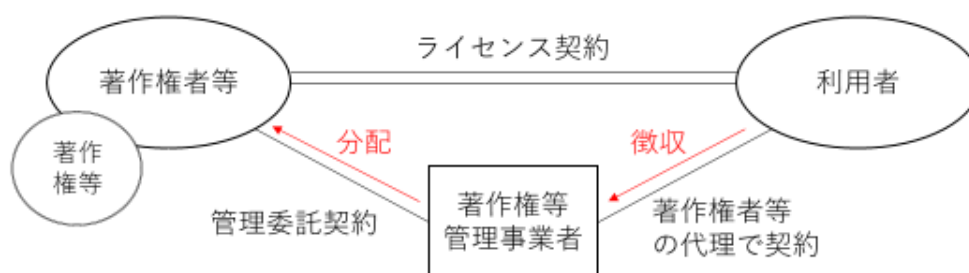 ライセンス契約
著作権者等
利用者
著作
権等
分配
徴収
管理委託契約
著作権等
管理事業者
著作権者等
の代理で契約